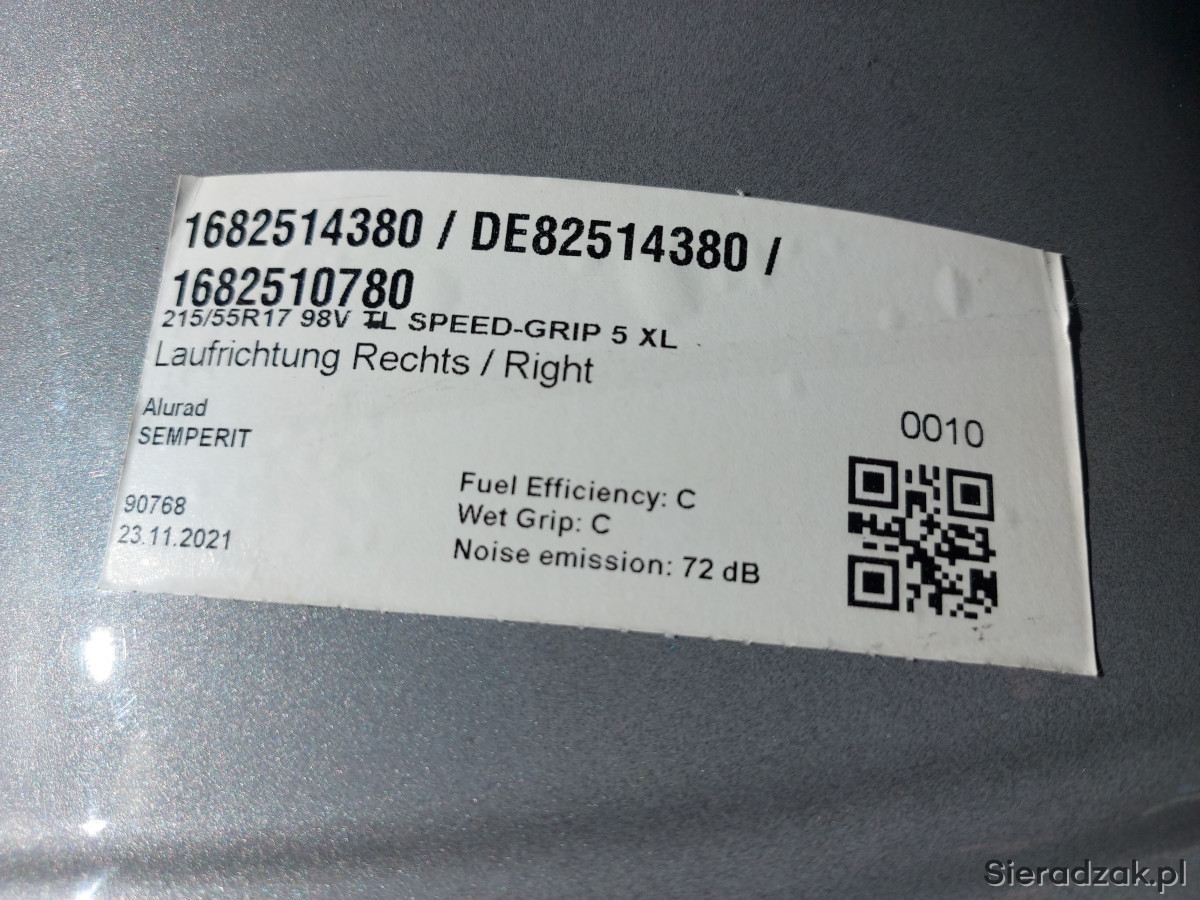 1682514380 / DE82514380 /
1682510780
215/55R17 98V TL SPEED-GRIP 5 XL
Laufrichtung Rechts / Right
Alurad
SEMPERIT
0010
90768
23.11.2021
Fuel Efficiency: C
Wet Grip: C
Noise emission: 72 dB
Sieradzak.pl